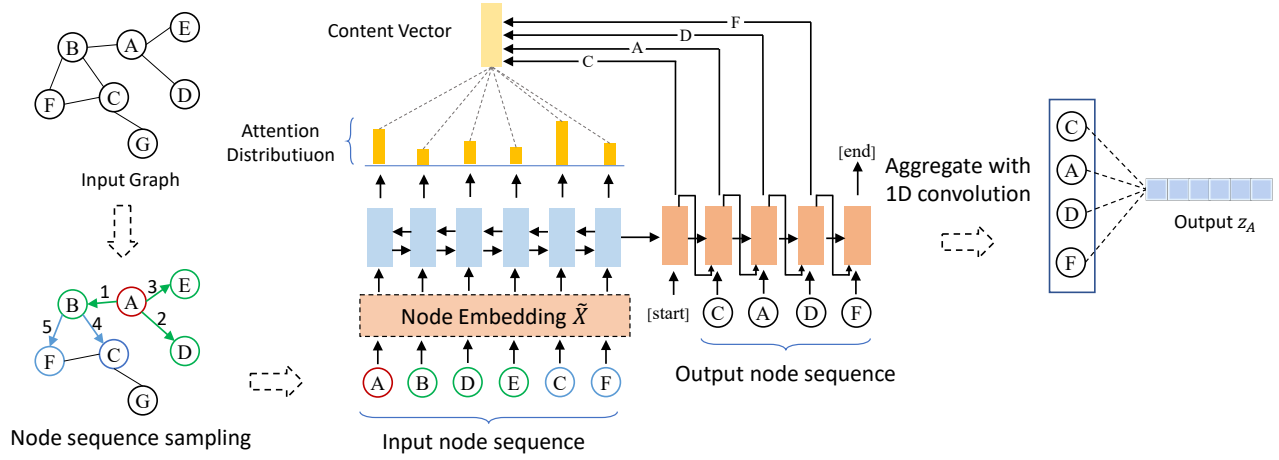 B
A
E
F
C
D
G
Input Graph
B
1
A
3
E
5
4
2
F
C
D
G
Node sequence sampling
Content Vector
F
D
A
C
Attention
Distributiuon
Node Embedding X̃
A
B
D
E
C
F
Input node sequence
[start]
C
A
D
F
[end]
Output node sequence
Aggregate with
1D convolution
C
A
D
F
Output z_A